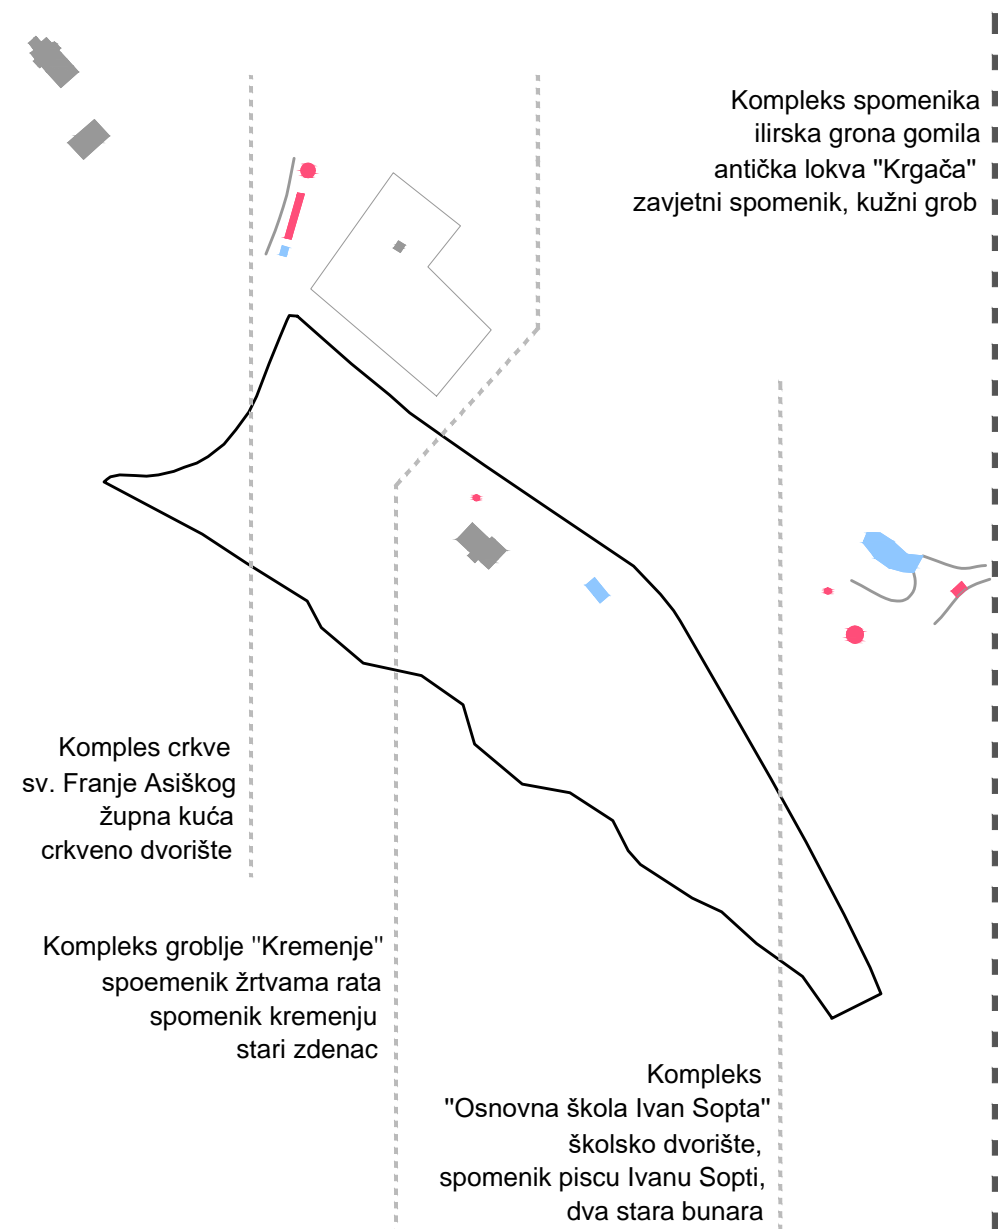 Kompleks spomenika
ilirska grona gomila
antička lokva "Krgača"
zavjetni spomenik, kužni grob
Komples crkve
sv. Franje Asiškog
župna kuća
crkveno dvorište
Kompleks groblje "Kremenje"
spoemenik žrtvama rata
spomenik kremenju
stari zdenac
Kompleks
"Osnovna škola Ivan Sopta"
školsko dvorište,
spomenik piscu Ivanu Sopti,
dva stara bunara